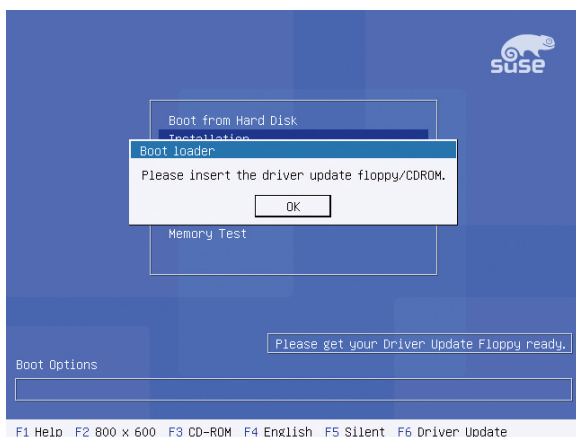 SUSE
Boot from Hard Disk
Installation
Boot loader
Please insert the driver update floppy/CDROM.
OK
Memory Test
Please get your Driver Update Floppy ready.
Boot Options
F1 Help F2 800 x 600 F3 CD-ROM F4 English F5 Silent F6 Driver Update